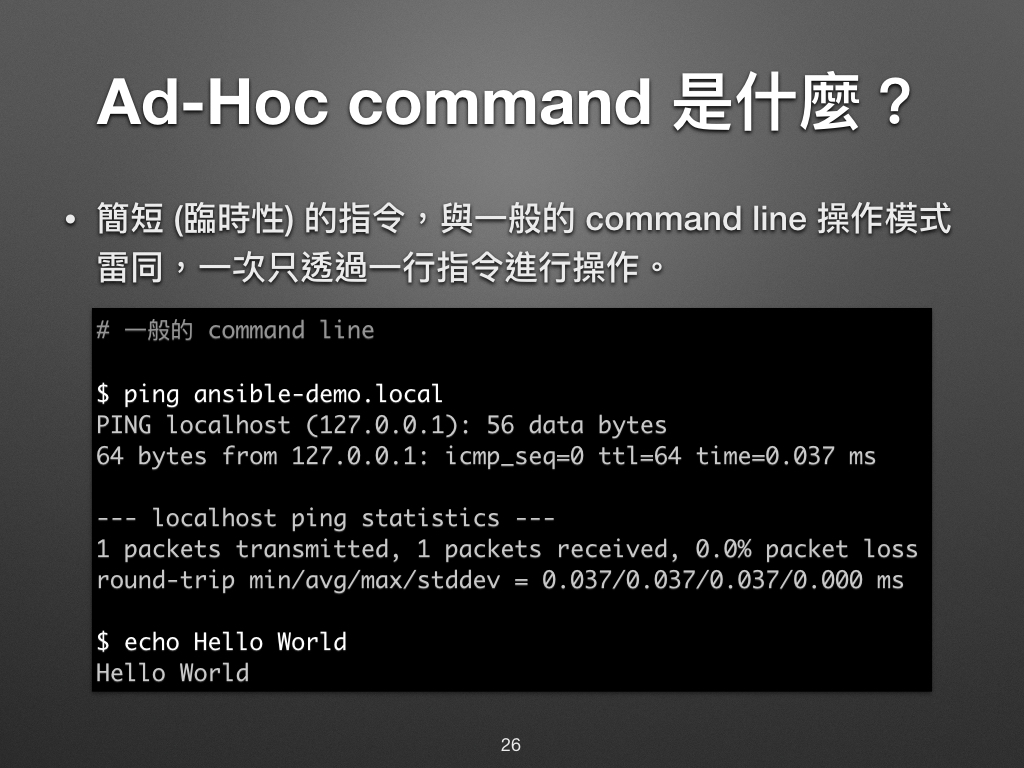 Ad-Hoc command 是什麼？
• 簡短 (臨時性) 的指令，與一般的 command line 操作模式
雷同，一次只透過一行指令進行操作。
# 一般的 command line
$ ping ansible-demo.local
PING localhost (127.0.0.1): 56 data bytes
64 bytes from 127.0.0.1: icmp_seq=0 ttl=64 time=0.037 ms
--- localhost ping statistics ---
1 packets transmitted, 1 packets received, 0.0% packet loss
round-trip min/avg/max/stddev = 0.037/0.037/0.037/0.000 ms
$ echo Hello World
Hello World
26